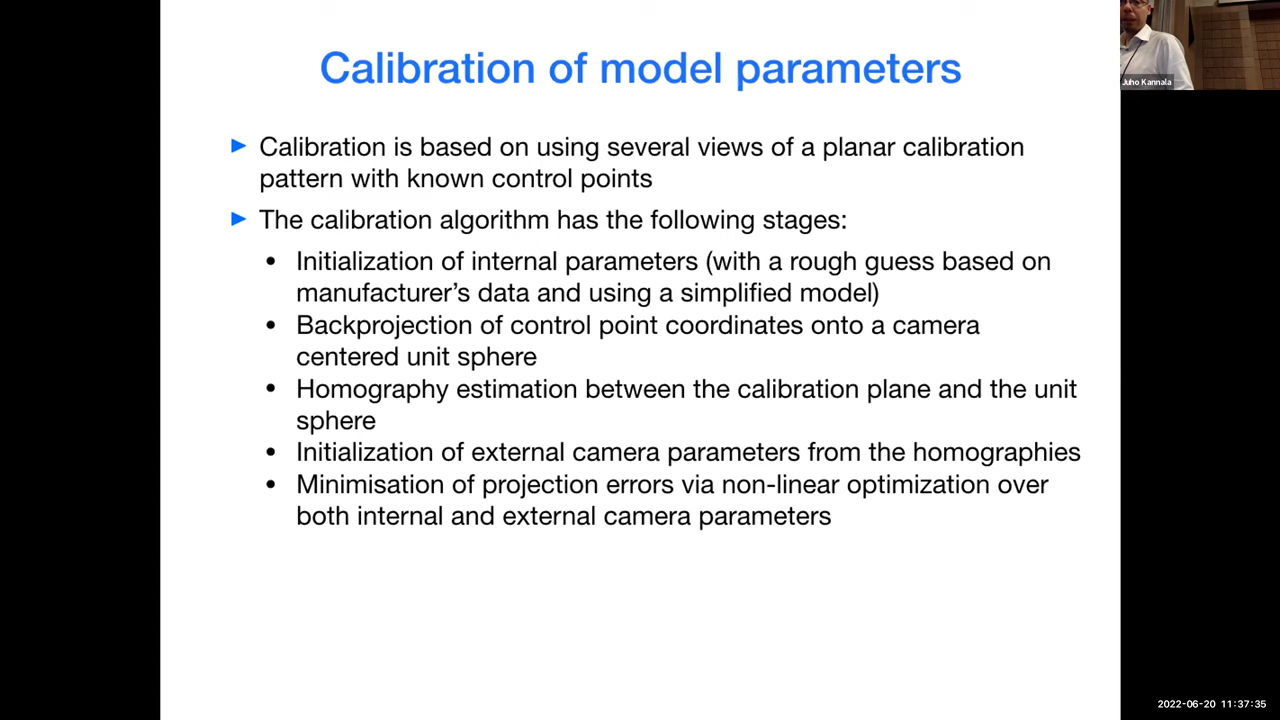 Calibration of model parameters
Juho Kannala
Calibration is based on using several views of a planar calibration
pattern with known control points
The calibration algorithm has the following stages:
Initialization of internal parameters (with a rough guess based on
manufacturer’s data and using a simplified model)
Backprojection of control point coordinates onto a camera
centered unit sphere
Homography estimation between the calibration plane and the unit
sphere
Initialization of external camera parameters from the homographies
Minimisation of projection errors via non-linear optimization over
both internal and external camera parameters
2022-06-20 11:37:35